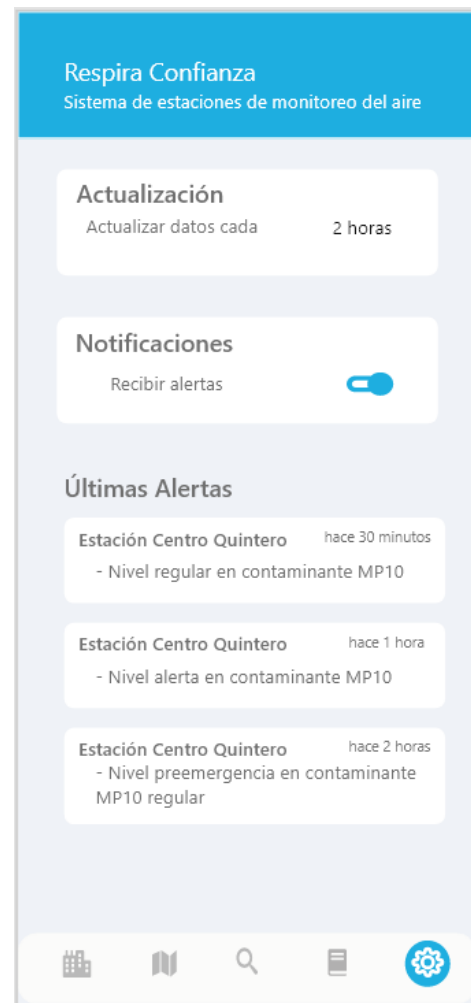 Respira Confianza
Sistema de estaciones de monitoreo del aire
Actualización
Actualizar datos cada 2 horas
Notificaciones
Recibir alertas
Últimas Alertas
Estación Centro Quintero hace 30 minutos
- Nivel regular en contaminante MP10
Estación Centro Quintero hace 1 hora
- Nivel alerta en contaminante MP10
Estación Centro Quintero hace 2 horas
- Nivel preemergencia en contaminante
MP10 regular